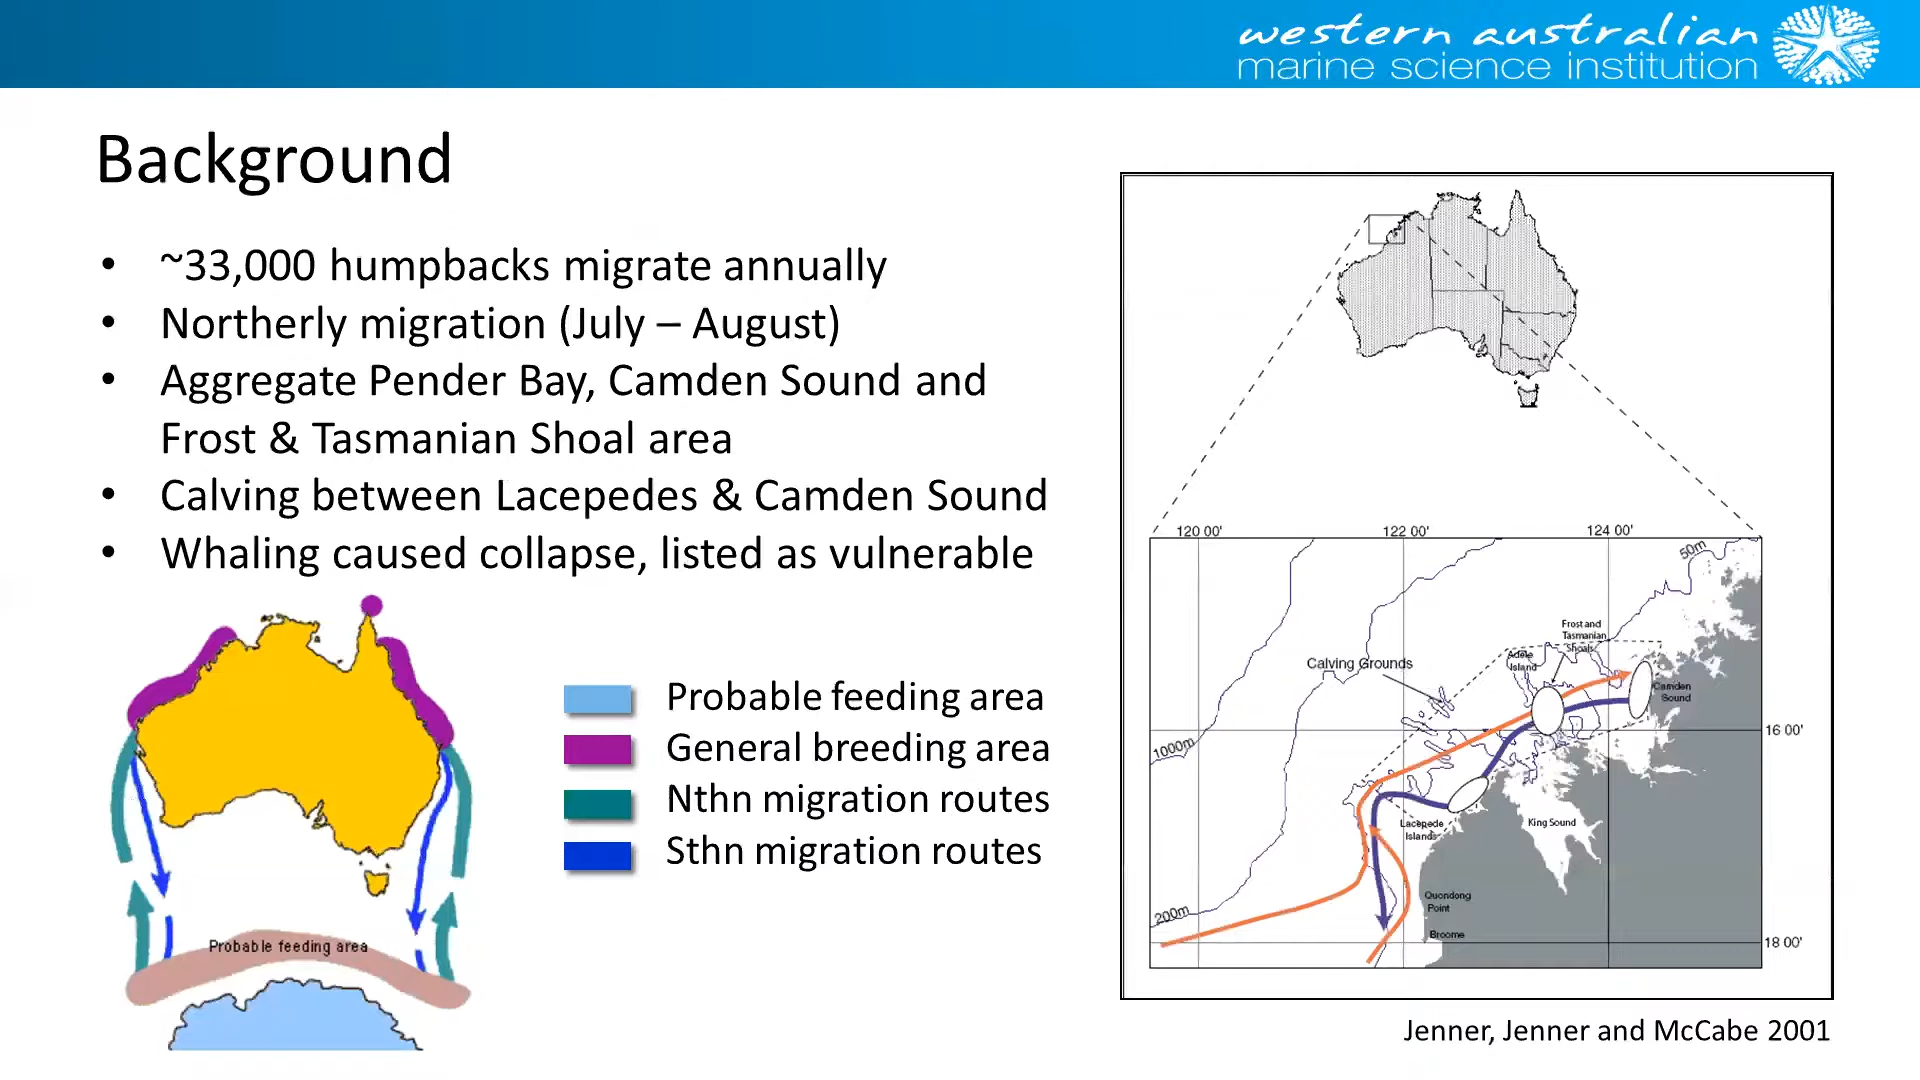 western australian
marine science institution
Background
• ~33,000 humpbacks migrate annually
• Northerly migration (July – August)
• Aggregate Pender Bay, Camden Sound and
Frost & Tasmanian Shoal area
• Calving between Lacepedes & Camden Sound
• Whaling caused collapse, listed as vulnerable
Probable feeding area
General breeding area
Nthn migration routes
Sthn migration routes
Probable feeding area
120 00'
122 00'
124 00'
50m
Frost and
Tasmanian
Shoals
Adele
Island
Calving Grounds
Camden
Sound
1000m
16 00'
Lacepede
Islands
King Sound
Quondong
Point
200m
Broome
18 00'
Jenner, Jenner and McCabe 2001